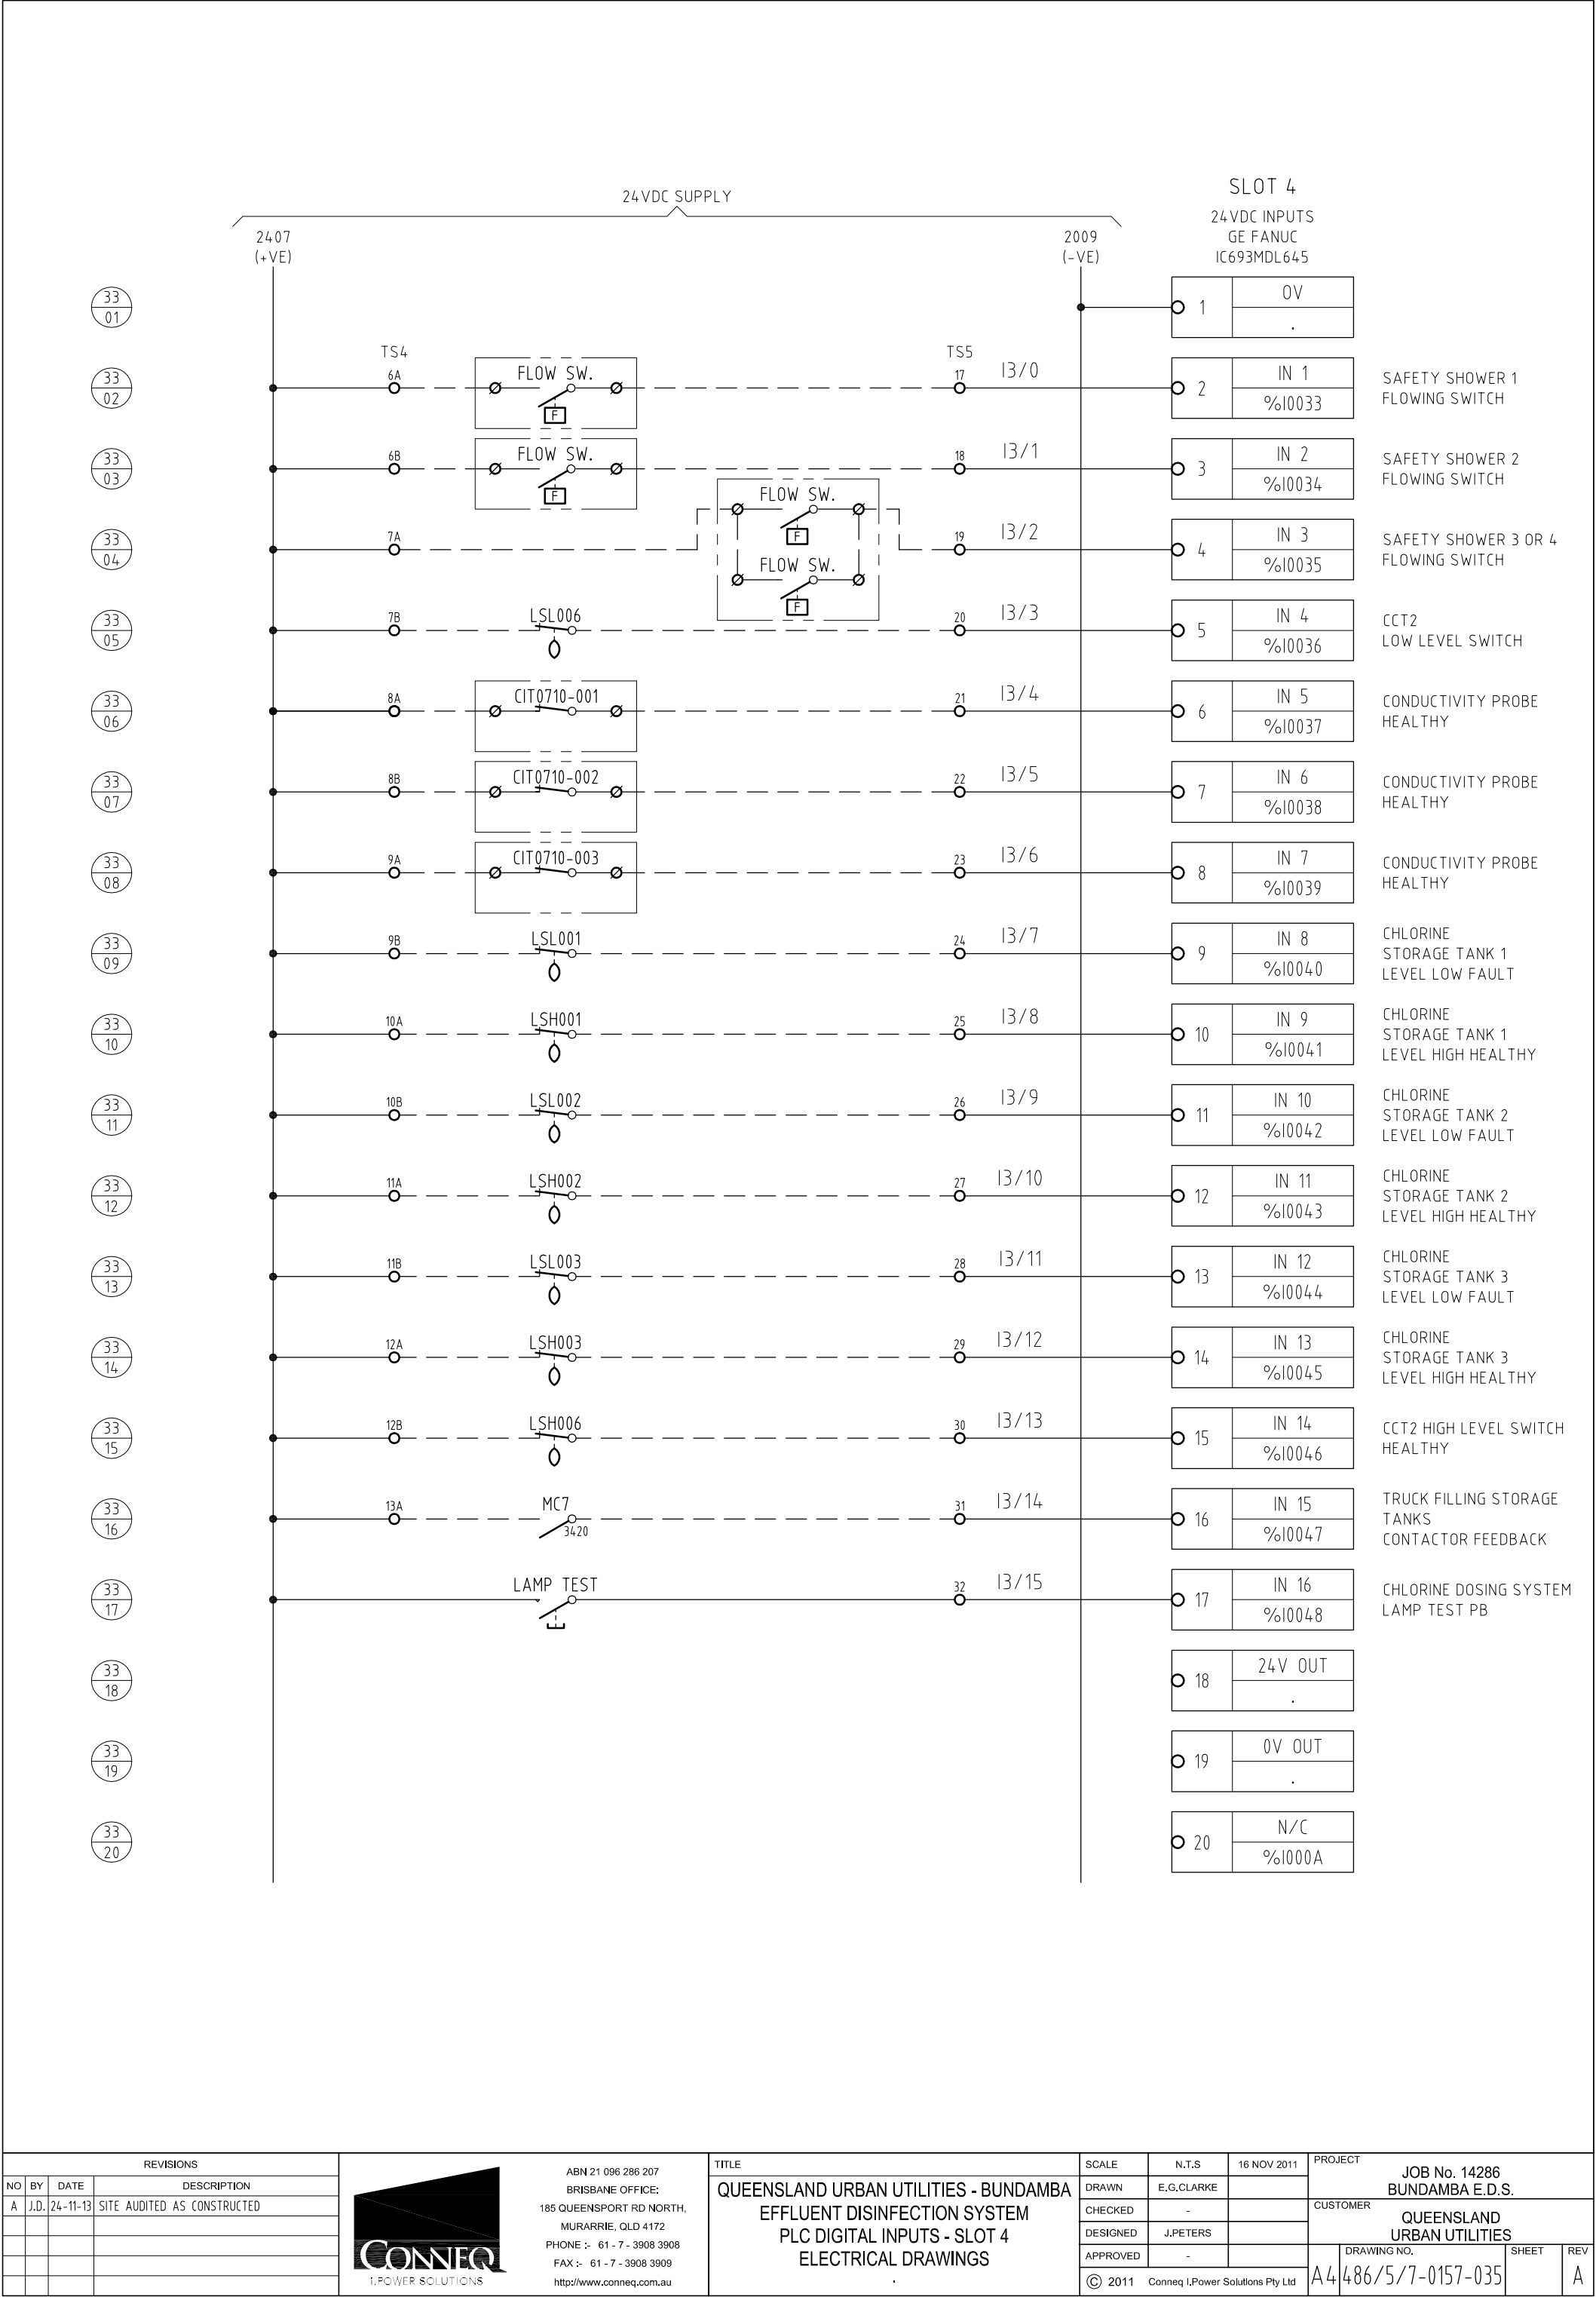 24VDC SUPPLY
2407
(+VE)
2009
(-VE)
SLOT 4
24VDC INPUTS
GE FANUC
IC693MDL645
33
01
1
0V
.
TS4
TS5
33
02
6A
FLOW SW.
F
17
I3/0
2
IN 1
%I0033
SAFETY SHOWER 1
FLOWING SWITCH
33
03
6B
FLOW SW.
F
18
I3/1
3
IN 2
%I0034
SAFETY SHOWER 2
FLOWING SWITCH
33
04
7A
FLOW SW.
F
FLOW SW.
F
19
I3/2
4
IN 3
%I0035
SAFETY SHOWER 3 OR 4
FLOWING SWITCH
33
05
7B
LSL006
20
I3/3
5
IN 4
%I0036
CCT2
LOW LEVEL SWITCH
33
06
8A
CIT0710-001
21
I3/4
6
IN 5
%I0037
CONDUCTIVITY PROBE
HEALTHY
33
07
8B
CIT0710-002
22
I3/5
7
IN 6
%I0038
CONDUCTIVITY PROBE
HEALTHY
33
08
9A
CIT0710-003
23
I3/6
8
IN 7
%I0039
CONDUCTIVITY PROBE
HEALTHY
33
09
9B
LSL001
24
I3/7
9
IN 8
%I0040
CHLORINE
STORAGE TANK 1
LEVEL LOW FAULT
33
10
10A
LSH001
25
I3/8
10
IN 9
%I0041
CHLORINE
STORAGE TANK 1
LEVEL HIGH HEALTHY
33
11
10B
LSL002
26
I3/9
11
IN 10
%I0042
CHLORINE
STORAGE TANK 2
LEVEL LOW FAULT
33
12
11A
LSH002
27
I3/10
12
IN 11
%I0043
CHLORINE
STORAGE TANK 2
LEVEL HIGH HEALTHY
33
13
11B
LSL003
28
I3/11
13
IN 12
%I0044
CHLORINE
STORAGE TANK 3
LEVEL LOW FAULT
33
14
12A
LSH003
29
I3/12
14
IN 13
%I0045
CHLORINE
STORAGE TANK 3
LEVEL HIGH HEALTHY
33
15
12B
LSH006
30
I3/13
15
IN 14
%I0046
CCT2 HIGH LEVEL SWITCH
HEALTHY
33
16
13A
MC7
3420
31
I3/14
16
IN 15
%I0047
TRUCK FILLING STORAGE
TANKS
CONTACTOR FEEDBACK
33
17
LAMP TEST
32
I3/15
17
IN 16
%I0048
CHLORINE DOSING SYSTEM
LAMP TEST PB
33
18
18
24V OUT
.
33
19
19
0V OUT
.
33
20
20
N/C
%I000A
REVISIONS
NO BY DATE DESCRIPTION
A J.D. 24-11-13 SITE AUDITED AS CONSTRUCTED
CONNEQ
I.POWER SOLUTIONS
ABN 21 096 286 207
BRISBANE OFFICE:
185 QUEENSPORT RD NORTH,
MURARRIE, QLD 4172
PHONE :- 61 - 7 - 3908 3908
FAX :- 61 - 7 - 3908 3909
http://www.conneq.com.au
TITLE
QUEENSLAND URBAN UTILITIES - BUNDAMBA
EFFLUENT DISINFECTION SYSTEM
PLC DIGITAL INPUTS - SLOT 4
ELECTRICAL DRAWINGS
.
SCALE N.T.S 16 NOV 2011
DRAWN E.G.CLARKE
CHECKED -
DESIGNED J.PETERS
APPROVED -
© 2011 Conneq I.Power Solutions Pty Ltd
PROJECT
JOB No. 14286
BUNDAMBA E.D.S.
CUSTOMER
QUEENSLAND
URBAN UTILITIES
DRAWING NO. SHEET REV
A4 486/5/7-0157-035 A